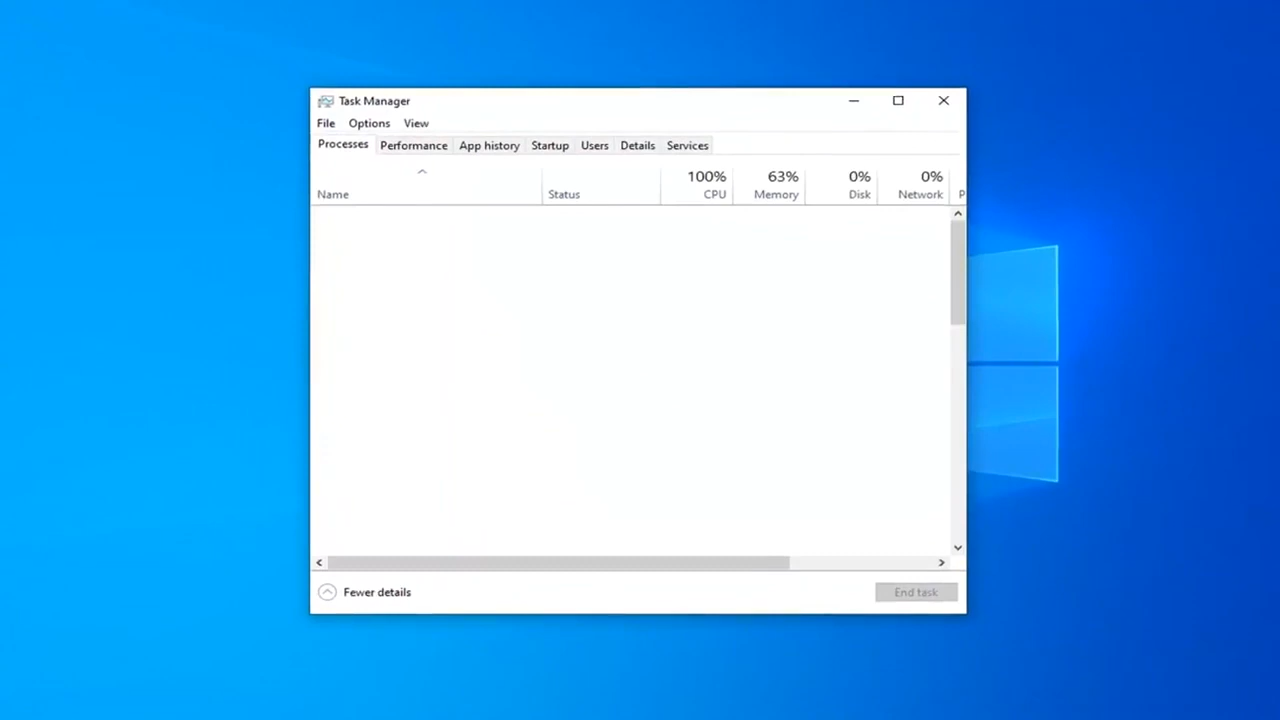 Task Manager
File Options View
Processes Performance App history Startup Users Details Services
100% 63% 0% 0%
Name Status CPU Memory Disk Network P
Fewer details End task